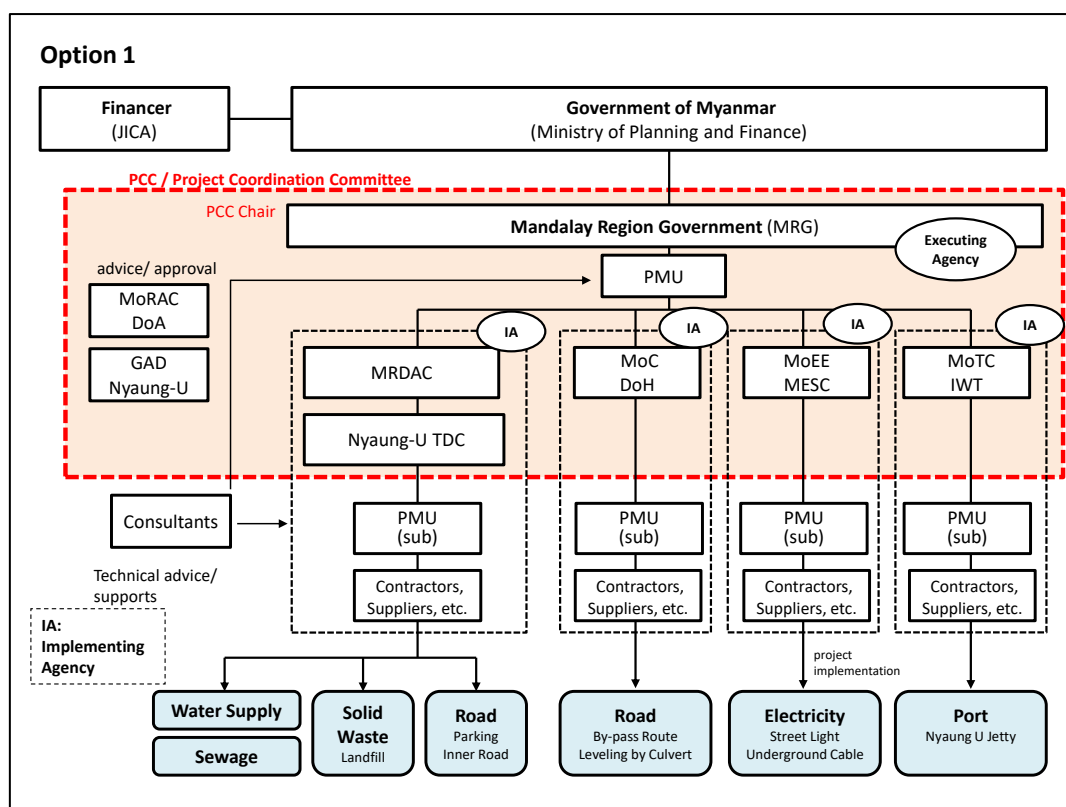 Option 1
Financer
(JICA)
Government of Myanmar
(Ministry of Planning and Finance)
PCC / Project Coordination Committee
PCC Chair
Mandalay Region Government (MRG)
Executing
Agency
advice/ approval
MoRAC
DoA
GAD
Nyaung-U
PMU
IA
IA
IA
IA
MRDAC
Nyaung-U TDC
MoC
DoH
MoEE
MESC
MoTC
IWT
Consultants
Technical advice/
supports
PMU
(sub)
PMU
(sub)
PMU
(sub)
PMU
(sub)
Contractors,
Suppliers, etc.
Contractors,
Suppliers, etc.
Contractors,
Suppliers, etc.
Contractors,
Suppliers, etc.
IA:
Implementing
Agency
project
implementation
Water Supply
Sewage
Solid
Waste
Landfill
Road
Parking
Inner Road
Road
By-pass Route
Leveling by Culvert
Electricity
Street Light
Underground Cable
Port
Nyaung U Jetty